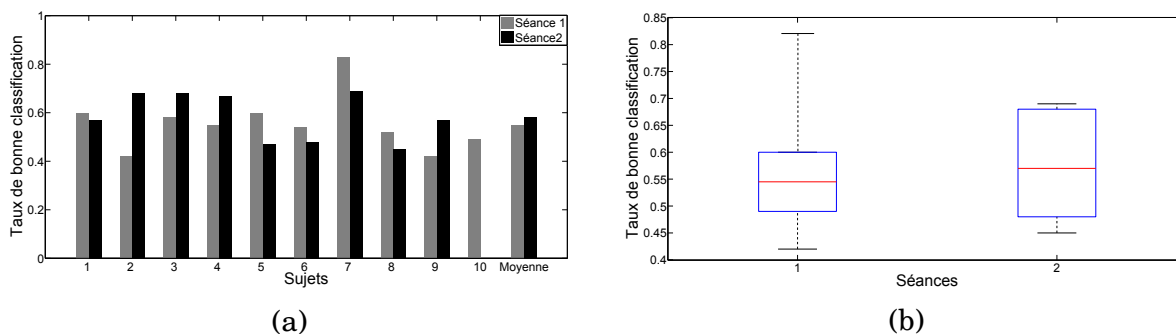 Taux de bonne classification
1
0.8
0.6
0.4
0.2
0
Séance 1
Séance2
1 2 3 4 5 6 7 8 9 10 Moyenne
Sujets
(a)
Taux de bonne classification
0.85
0.8
0.75
0.7
0.65
0.6
0.55
0.5
0.45
0.4
1 2
Séances
(b)